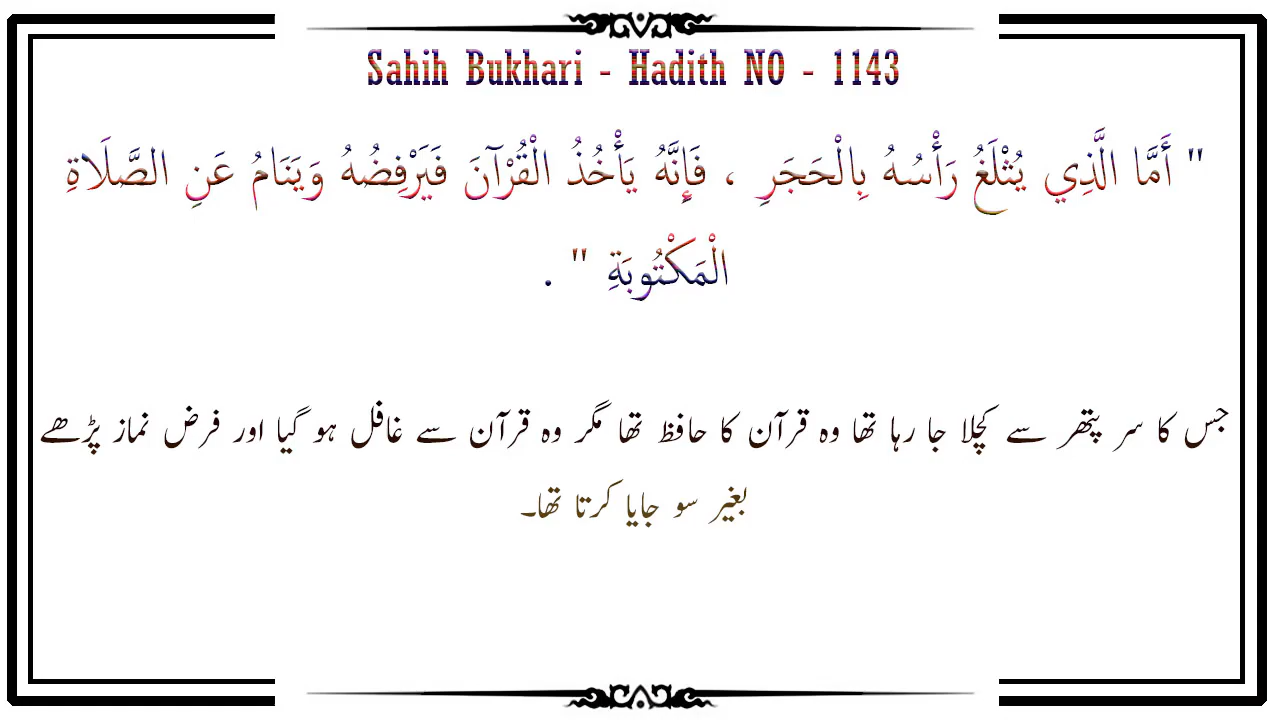 Sahih Bukhari - Hadith NO - 1143
" أَمَّا الَّذِي يُثْلَغُ رَأْسُهُ بِالْحَجَرِ ، فَإِنَّهُ يَأْخُذُ الْقُرْآنَ فَيَرْفِضُهُ وَيَنَامُ عَنِ الصَّلَاةِ
الْمَكْتُوبَةِ " .
جس کا سر پتھر سے کچلا جا رہا تھا وہ قرآن کا حافظ تھا مگر وہ قرآن سے غافل ہو گیا اور فرض نماز پڑھے
بغیر سو جایا کرتا تھا۔